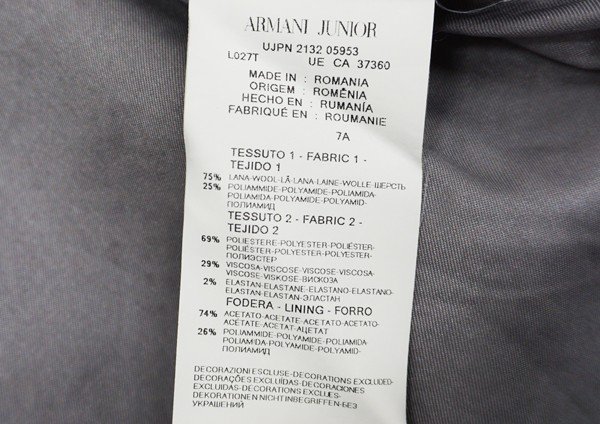 ARMANI JUNIOR
UJPN 2132 05953
L027T UE CA 37360
MADE IN : ROMANIA
ORIGEM : ROMÊNIA
HECHO EN : RUMANÍA
FABRIQUÉ EN : ROUMANIE
7A
TESSUTO 1 - FABRIC 1 -
TEJIDO 1
75% LANA-WOOL-LÃ-LANA-LAINE-WOLLE-ШЕРСТЬ
25% POLIAMMIDE-POLYAMIDE-POLIAMIDA-
POLIAMIDA-POLYAMIDE-POLYAMID-
ПОЛИАМИД
TESSUTO 2 - FABRIC 2 -
TEJIDO 2
69% POLIESTERE-POLYESTER-POLIÉSTER-
POLIÉSTER-POLYESTER-POLYESTER-
ПОЛИЭСТЕР
29% VISCOSA-VISCOSE-VISCOSE-VISCOSA-
VISCOSE-VISKOSE-ВИСКОЗА
2% ELASTAN-ELASTANE-ELASTANO-ELASTANO-
ELASTAN-ELASTAN-ЭЛАСТАН
FODERA - LINING - FORRO
74% ACETATO-ACETATE-ACETATO-ACETATO-
ACETATE-ACETAT-АЦЕТАТ
26% POLIAMMIDE-POLYAMIDE-POLIAMIDA-
POLIAMIDA-POLYAMIDE-POLYAMID-
ПОЛИАМИД
DECORAZIONI ESCLUSE-DECORATIONS EXCLUDED-
DECORAÇÕES EXCLUÍDAS-DECORACIONES
EXCLUIDAS-DECORATIONS EXCLUES-
DEKORATIONEN NICHT INBEGRIFFEN-БЕЗ
УКРАШЕНИЙ